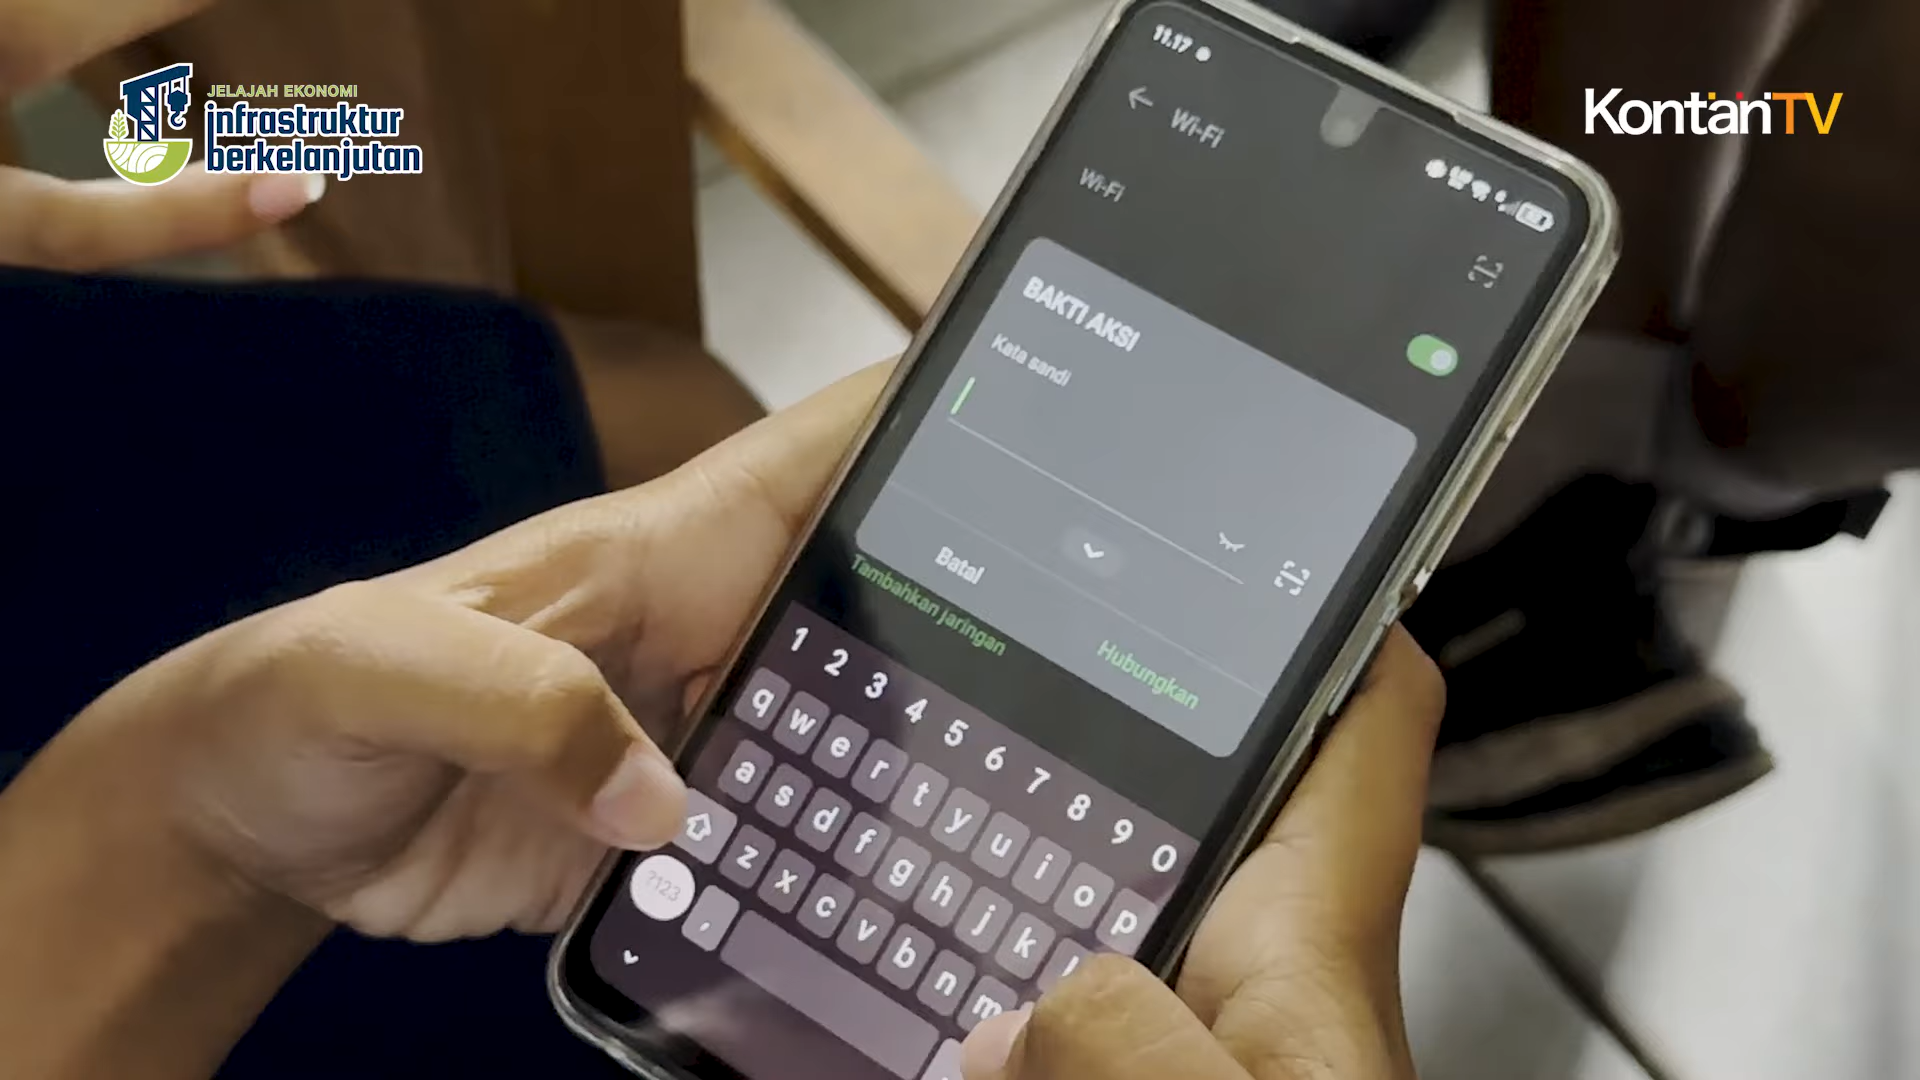 JELAJAH EKONOMI
infrastruktur
berkelanjutan
KontanTV
11.17
Wi-Fi
Wi-Fi
BAKTI AKSI
Kata sandi
Batal
Hubungkan
Tambahkan jaringan
1 2 3 4 5 6 7 8 9 0
q w e r t y u i o p
a s d f g h j k l
z x c v b n m
?123 ,